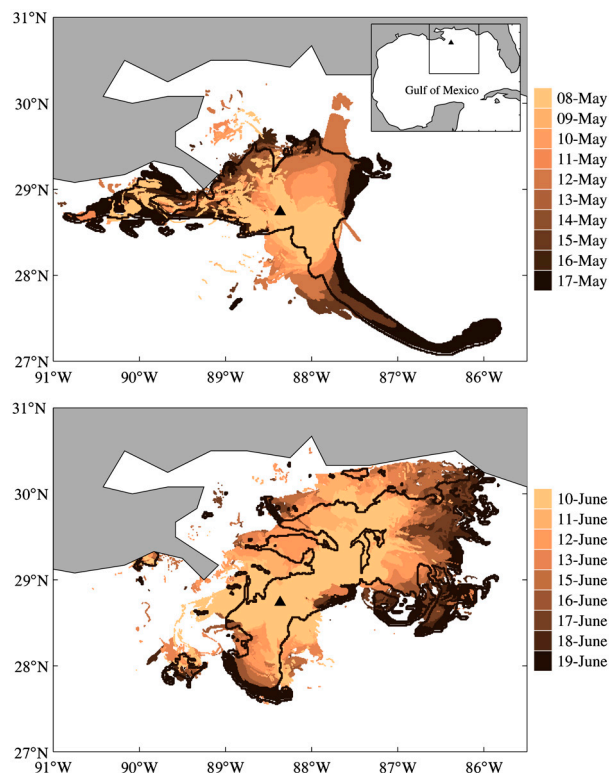 31°N
30°N
29°N
28°N
27°N
91°W 90°W 89°W 88°W 87°W 86°W
Gulf of Mexico
08-May
09-May
10-May
11-May
12-May
13-May
14-May
15-May
16-May
17-May
31°N
30°N
29°N
28°N
27°N
91°W 90°W 89°W 88°W 87°W 86°W
10-June
11-June
12-June
13-June
15-June
16-June
17-June
18-June
19-June